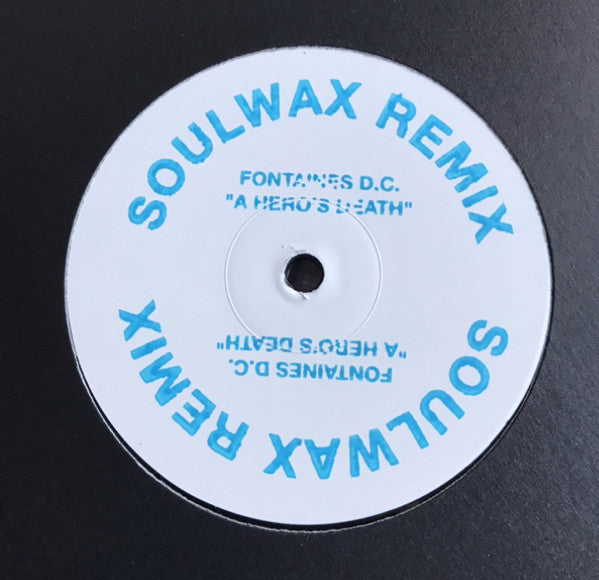 SOULWAX REMIX
FONTAINES D.C.
"A HERO'S DEATH"
FONTAINES D.C.
"A HERO'S DEATH"
SOULWAX REMIX